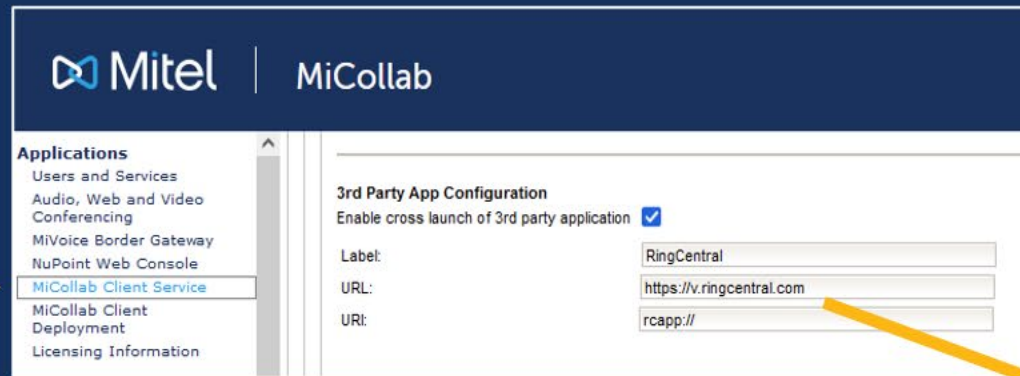 Mitel | MiCollab
Applications
Users and Services
Audio, Web and Video
Conferencing
MiVoice Border Gateway
NuPoint Web Console
MiCollab Client Service
MiCollab Client
Deployment
Licensing Information
3rd Party App Configuration
Enable cross launch of 3rd party application
Label: RingCentral
URL: https://v.ringcentral.com
URI: rcapp://